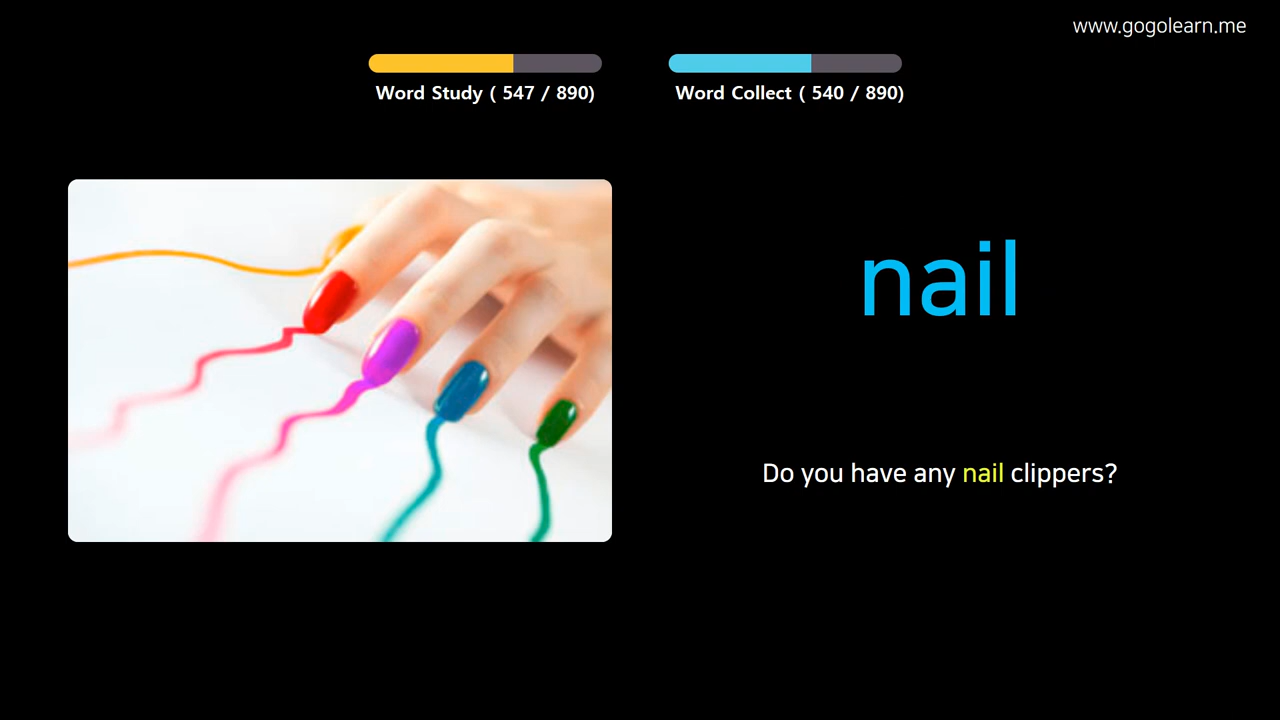 www.gogolearn.me
Word Study ( 547 / 890)
Word Collect ( 540 / 890)
nail
Do you have any nail clippers?